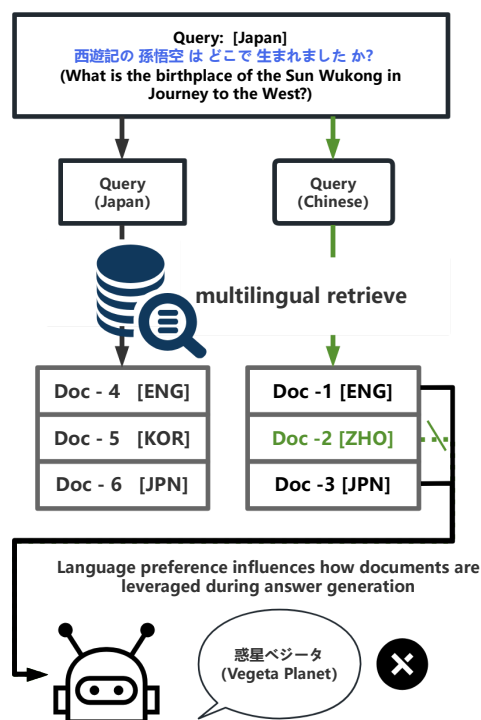 Query: [Japan]
西遊記の 孫悟空 は どこで 生まれました か?
(What is the birthplace of the Sun Wukong in
Journey to the West?)
Query
(Japan)
Query
(Chinese)
multilingual retrieve
Doc - 4 [ENG]
Doc - 5 [KOR]
Doc - 6 [JPN]
Doc -1 [ENG]
Doc -2 [ZHO]
Doc -3 [JPN]
Language preference influences how documents are
leveraged during answer generation
惑星ベジータ
(Vegeta Planet)